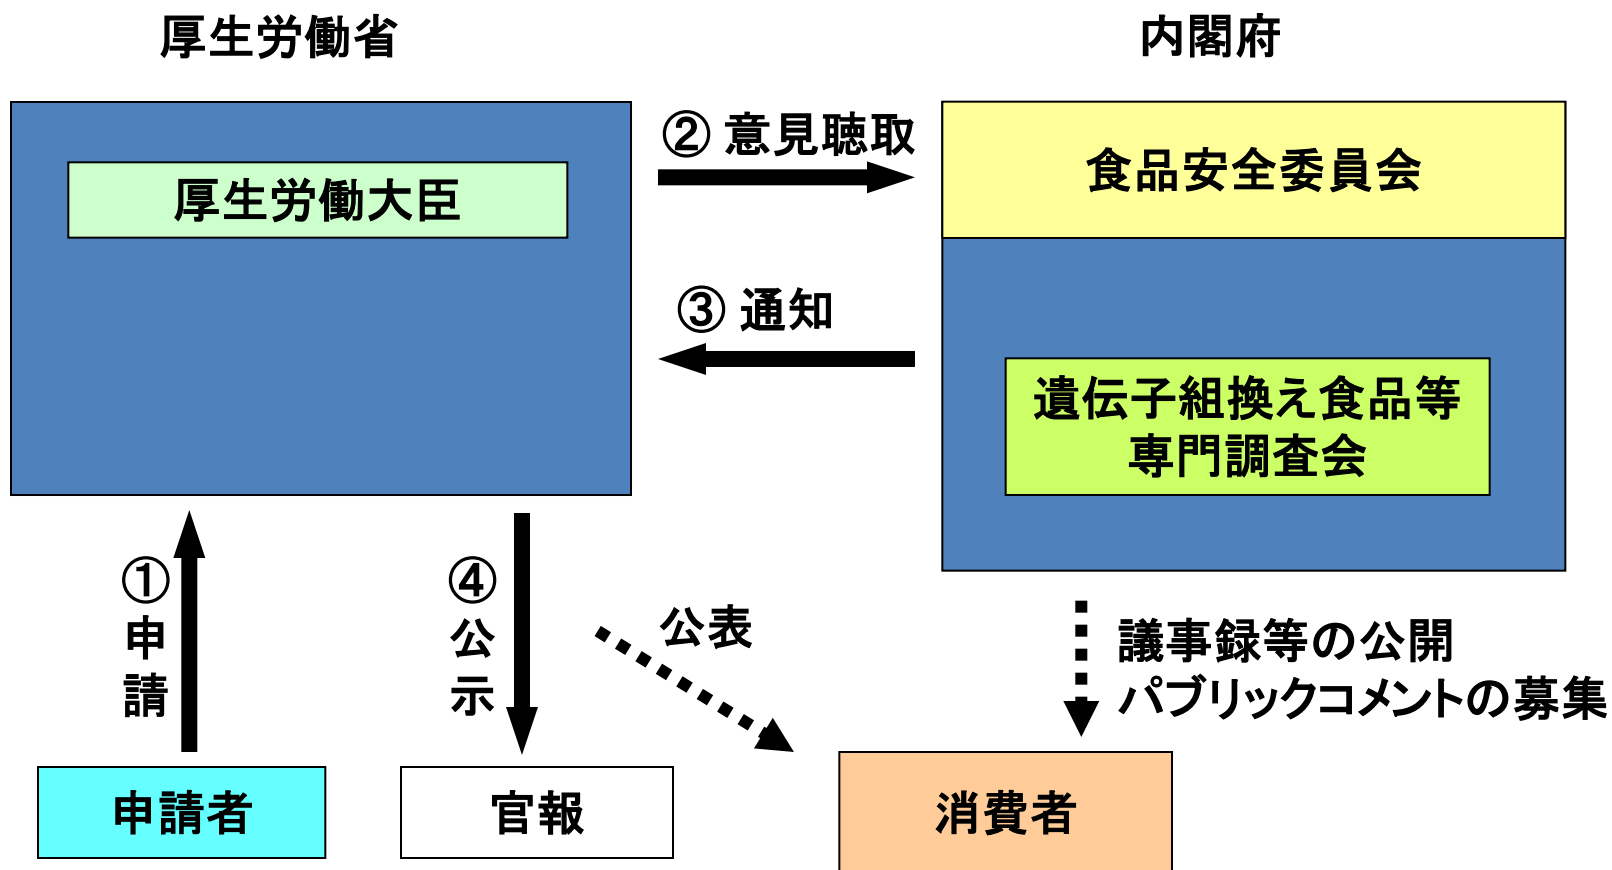 厚生労働省
内閣府
② 意見聴取
食品安全委員会
厚生労働大臣
③ 通知
遺伝子組換え食品等
専門調査会
①
申
請
④
公
示
公表
議事録等の公開
パブリックコメントの募集
申請者
官報
消費者